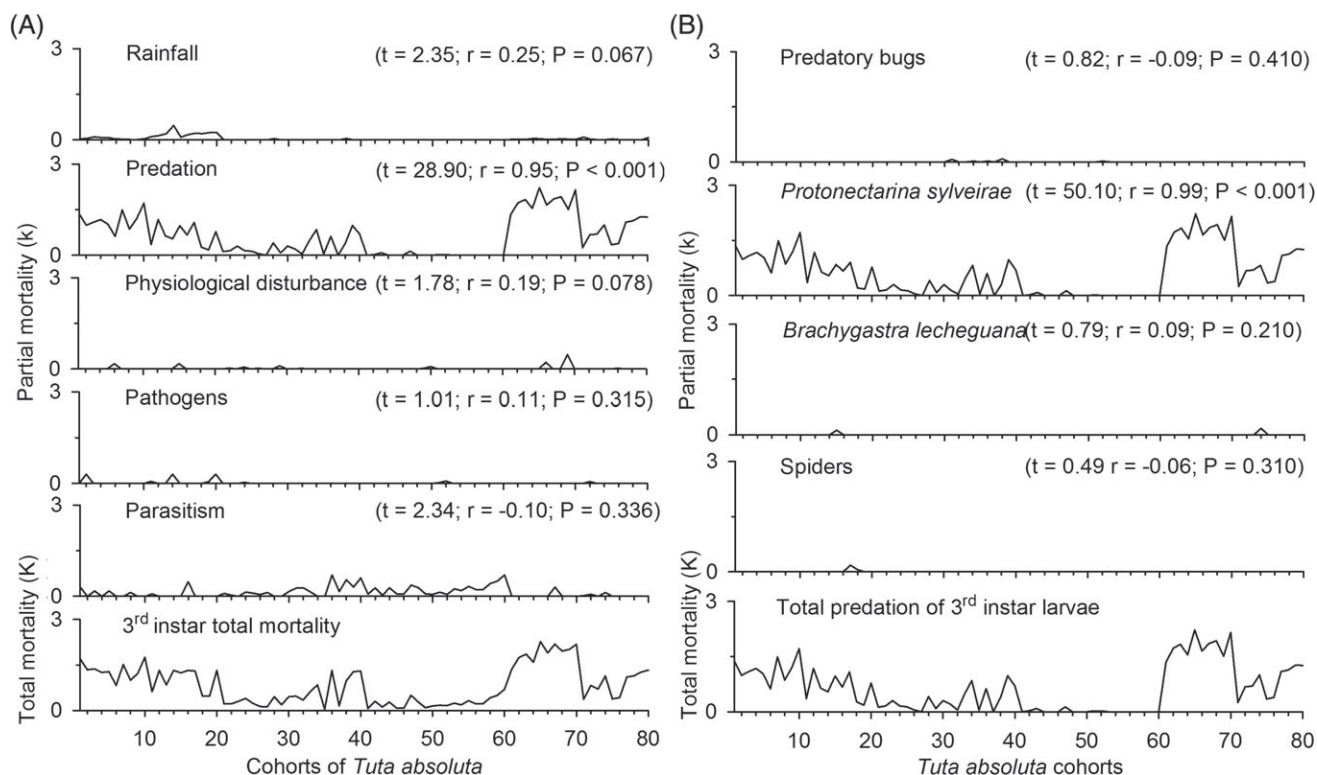 (A)
3
Rainfall (t = 2.35; r = 0.25; P = 0.067)
0
3
Predation (t = 28.90; r = 0.95; P < 0.001)
0
3
Physiological disturbance (t = 1.78; r = 0.19; P = 0.078)
0
3
Pathogens (t = 1.01; r = 0.11; P = 0.315)
0
3
Parasitism (t = 2.34; r = -0.10; P = 0.336)
0
3
3rd instar total mortality
0
10 20 30 40 50 60 70 80
Cohorts of Tuta absoluta
Partial mortality (k)
Total mortality (K)
(B)
3
Predatory bugs (t = 0.82; r = -0.09; P = 0.410)
0
3
Protonectarina sylveirae (t = 50.10; r = 0.99; P < 0.001)
0
3
Brachygastra lecheguana (t = 0.79; r = 0.09; P = 0.210)
0
3
Spiders (t = 0.49 r = -0.06; P = 0.310)
0
3
Total predation of 3rd instar larvae
0
10 20 30 40 50 60 70 80
Tuta absoluta cohorts
Partial mortality (k)
Total mortality (K)